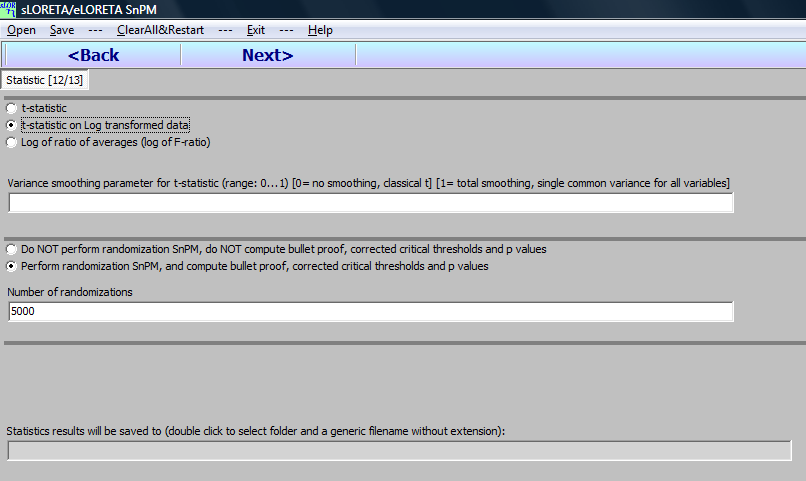 sLORETA/eLORETA SnPM
Open Save --- ClearAll&Restart --- Exit --- Help
<Back Next>
Statistic [12/13]
t-statistic
t-statistic on Log transformed data
Log of ratio of averages (log of F-ratio)
Variance smoothing parameter for t-statistic (range: 0...1) [0= no smoothing, classical t] [1= total smoothing, single common variance for all variables]
Do NOT perform randomization SnPM, do NOT compute bullet proof, corrected critical thresholds and p values
Perform randomization SnPM, and compute bullet proof, corrected critical thresholds and p values
Number of randomizations
5000
Statistics results will be saved to (double click to select folder and a generic filename without extension):